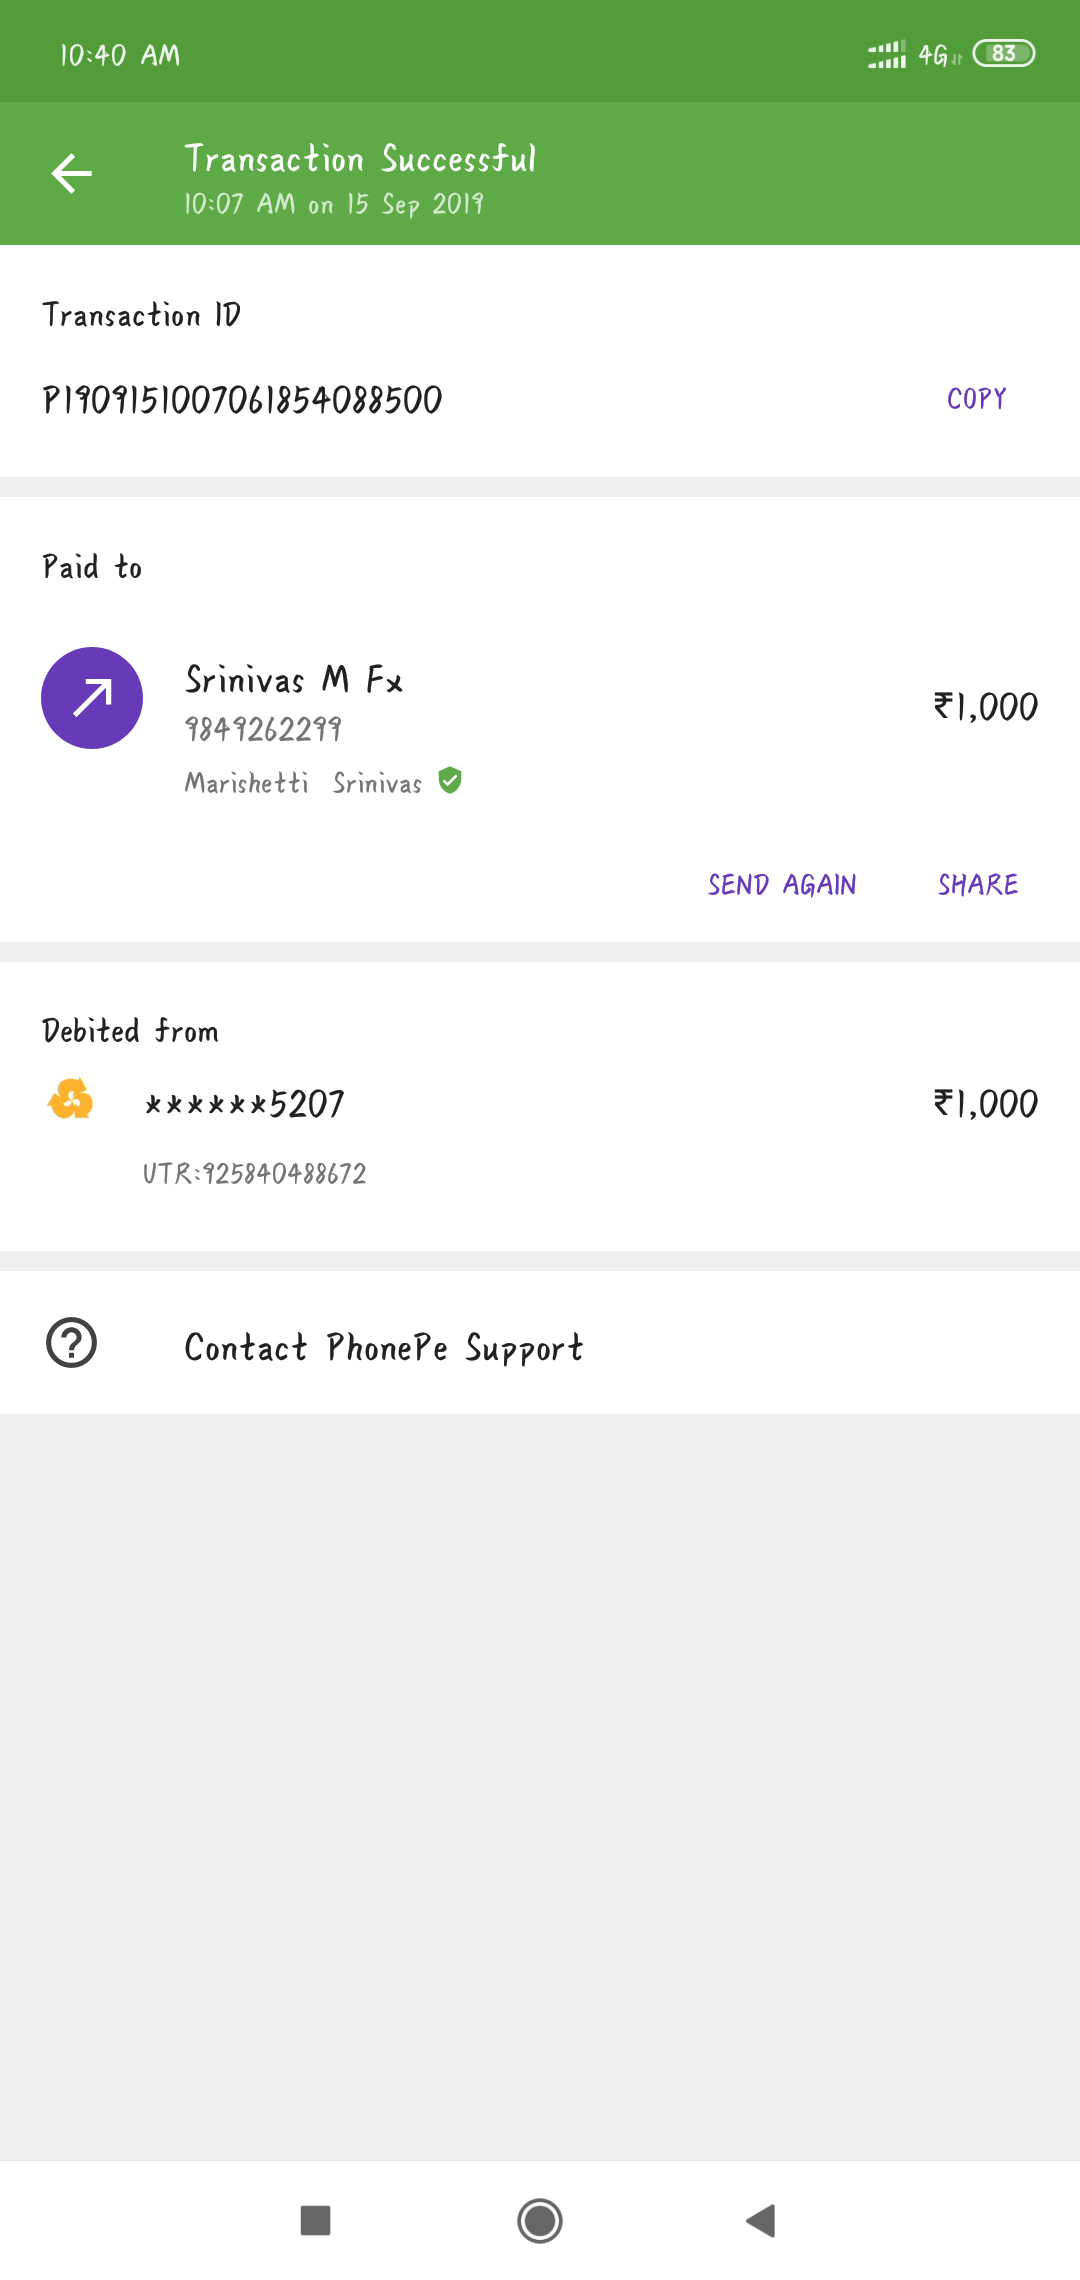 10:40 AM 4G 83
Transaction Successful
10:07 AM on 15 Sep 2019
Transaction ID
P1909151007061854088500 COPY
Paid to
Srinivas M Fx
₹1,000
9849262299
Marishetti Srinivas
SEND AGAIN SHARE
Debited from
******5207 ₹1,000
UTR:925840488672
Contact PhonePe Support